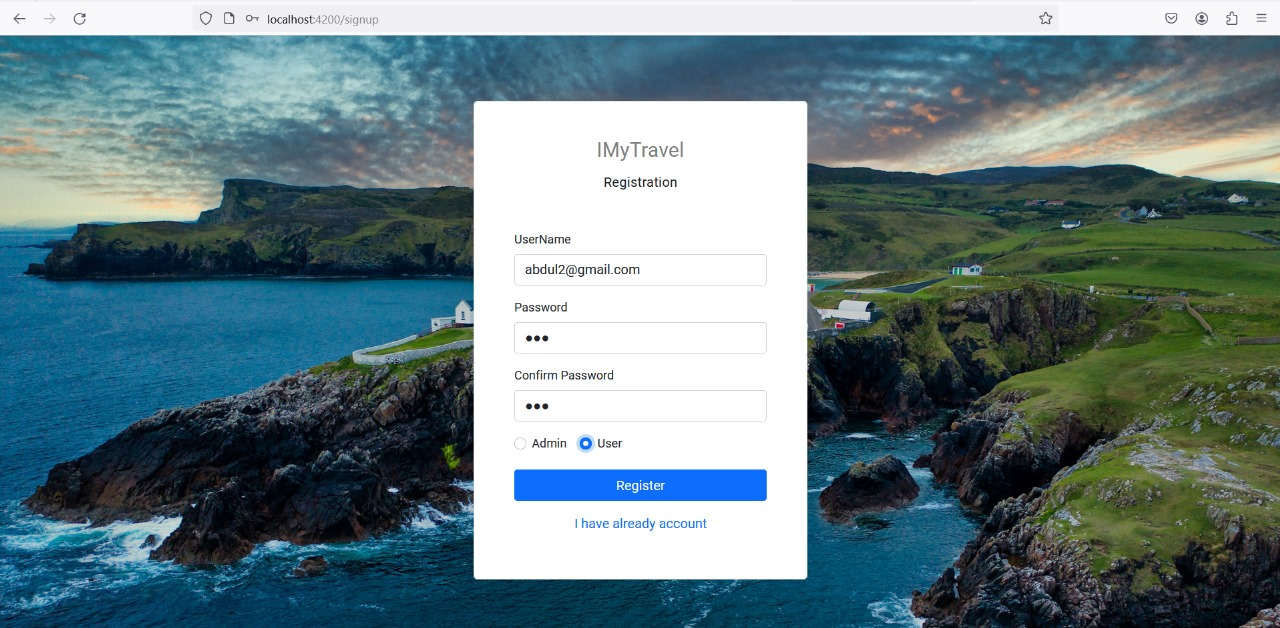 localhost:4200/signup
IMyTravel
Registration
UserName
abdul2@gmail.com
Password
●●●
Confirm Password
●●●
Admin User
Register
I have already account